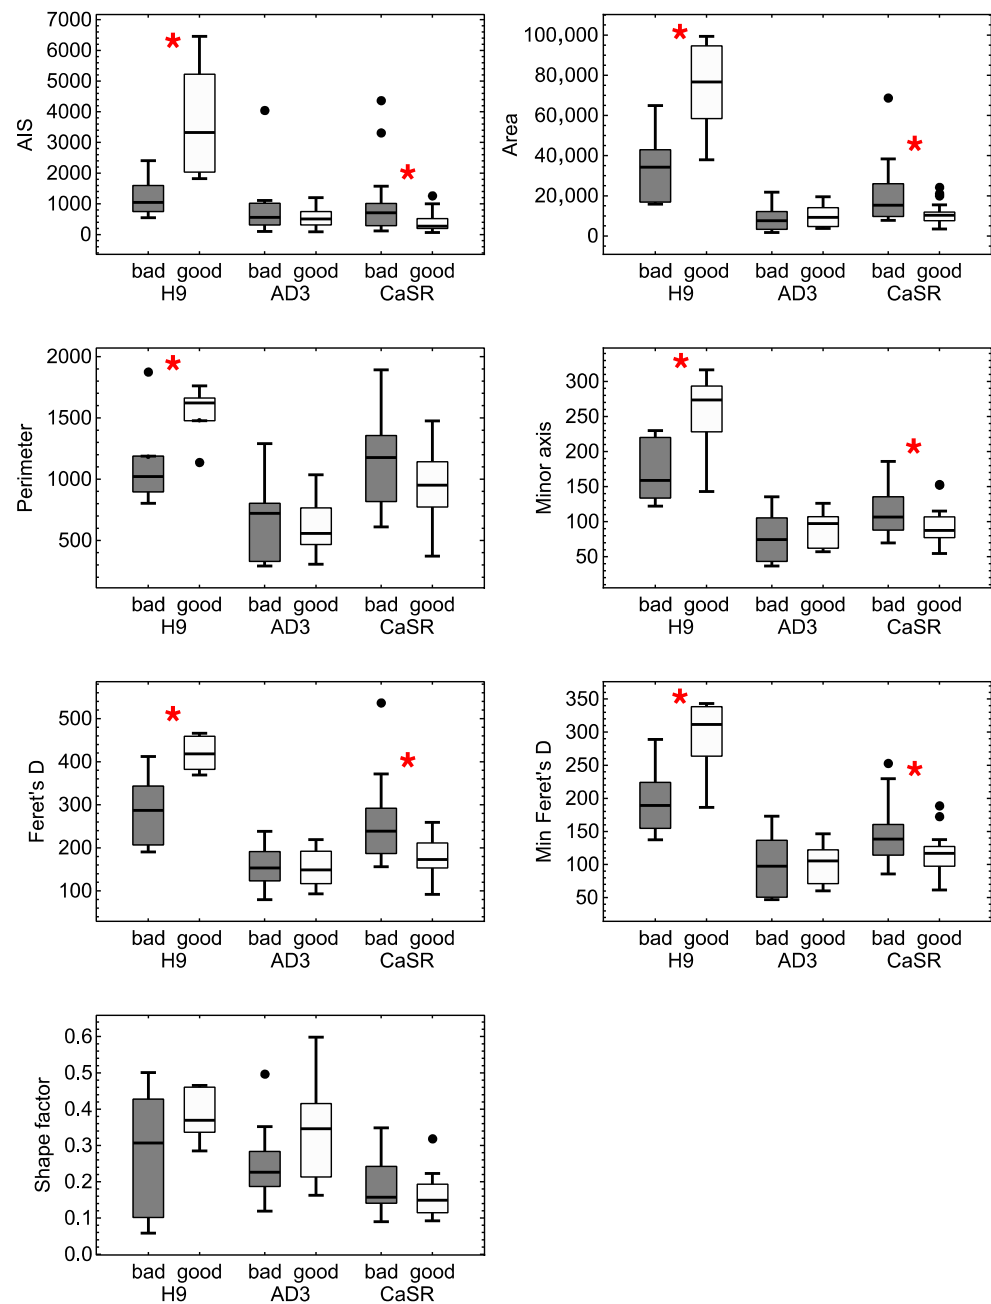 AIS
7000
6000
5000
4000
3000
2000
1000
0
*
*
bad good bad good bad good
H9 AD3 CaSR
Area
100,000
80,000
60,000
40,000
20,000
0
*
*
bad good bad good bad good
H9 AD3 CaSR
Perimeter
2000
1500
1000
500
*
bad good bad good bad good
H9 AD3 CaSR
Minor axis
300
250
200
150
100
50
*
*
bad good bad good bad good
H9 AD3 CaSR
Feret's D
500
400
300
200
100
*
*
bad good bad good bad good
H9 AD3 CaSR
Min Feret's D
350
300
250
200
150
100
50
*
*
bad good bad good bad good
H9 AD3 CaSR
Shape factor
0.6
0.5
0.4
0.3
0.2
0.1
0.0
bad good bad good bad good
H9 AD3 CaSR